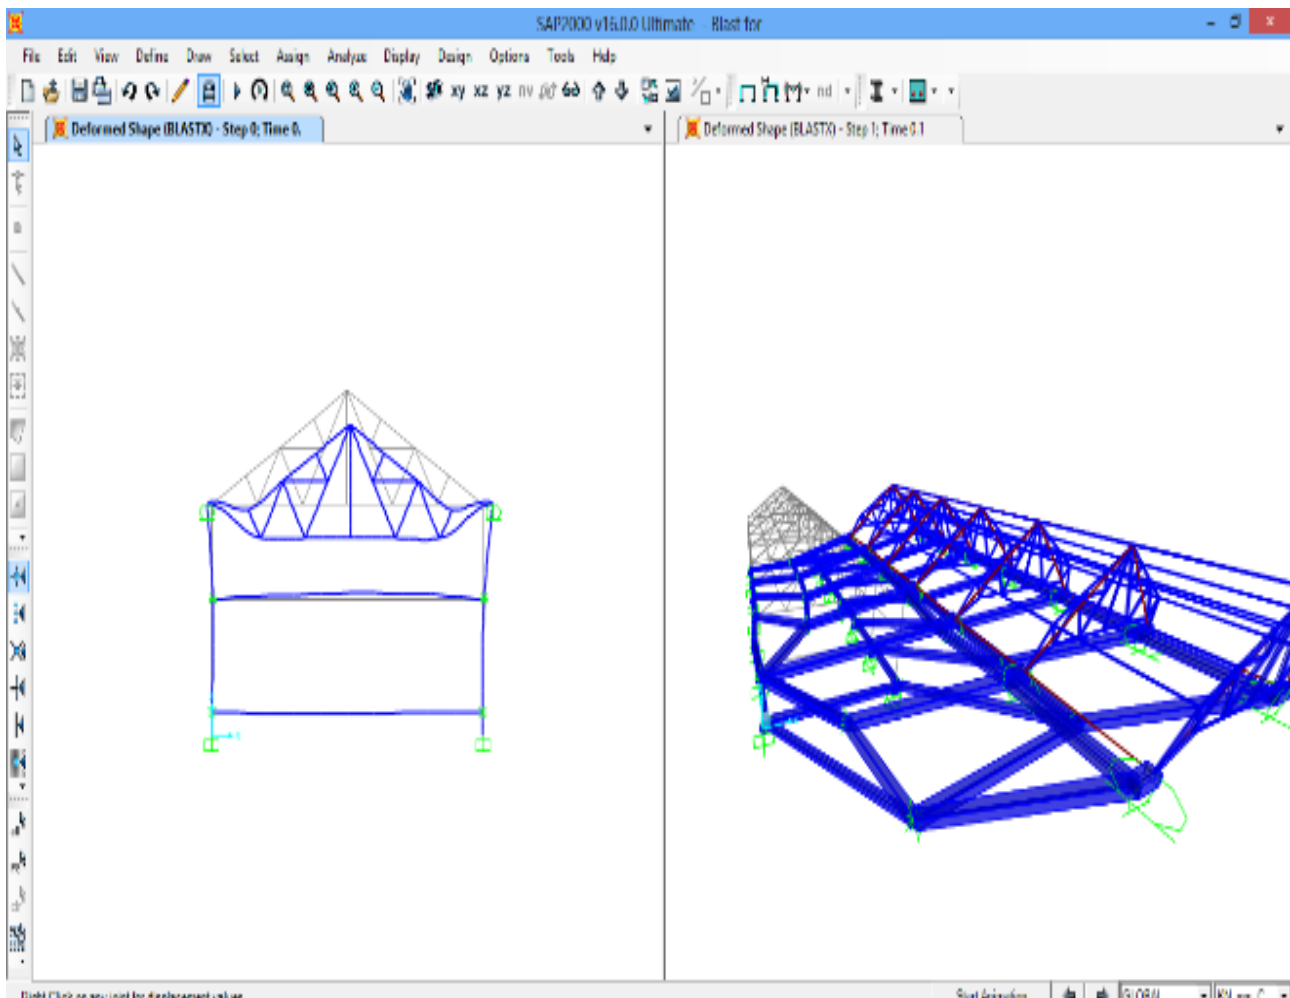 SAP2000 v16.0.0 Ultimate - Blast for
File Edit View Define Draw Select Assign Analyze Display Design Options Tools Help
xy xz yz nv nd
Deformed Shape (BLASTX) - Step 0; Time 0.
Deformed Shape (BLASTX) - Step 1; Time 0.1
Right Click on any joint for displacement values
Start Animation
GLOBAL